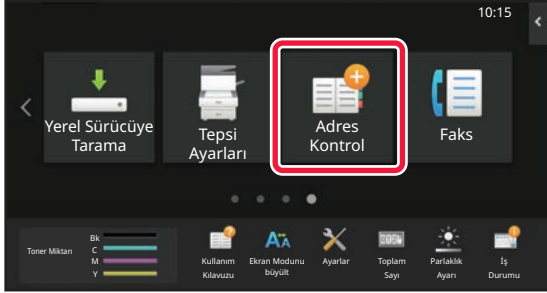 10:15
Yerel Sürücüye
Tarama
Tepsi
Ayarları
Adres
Kontrol
Faks
Toner Miktarı
Bk
C
M
Y
Kullanım
Kılavuzu
Ekran Modunu
büyült
Ayarlar
Toplam
Sayı
Parlaklık
Ayarı
İş
Durumu